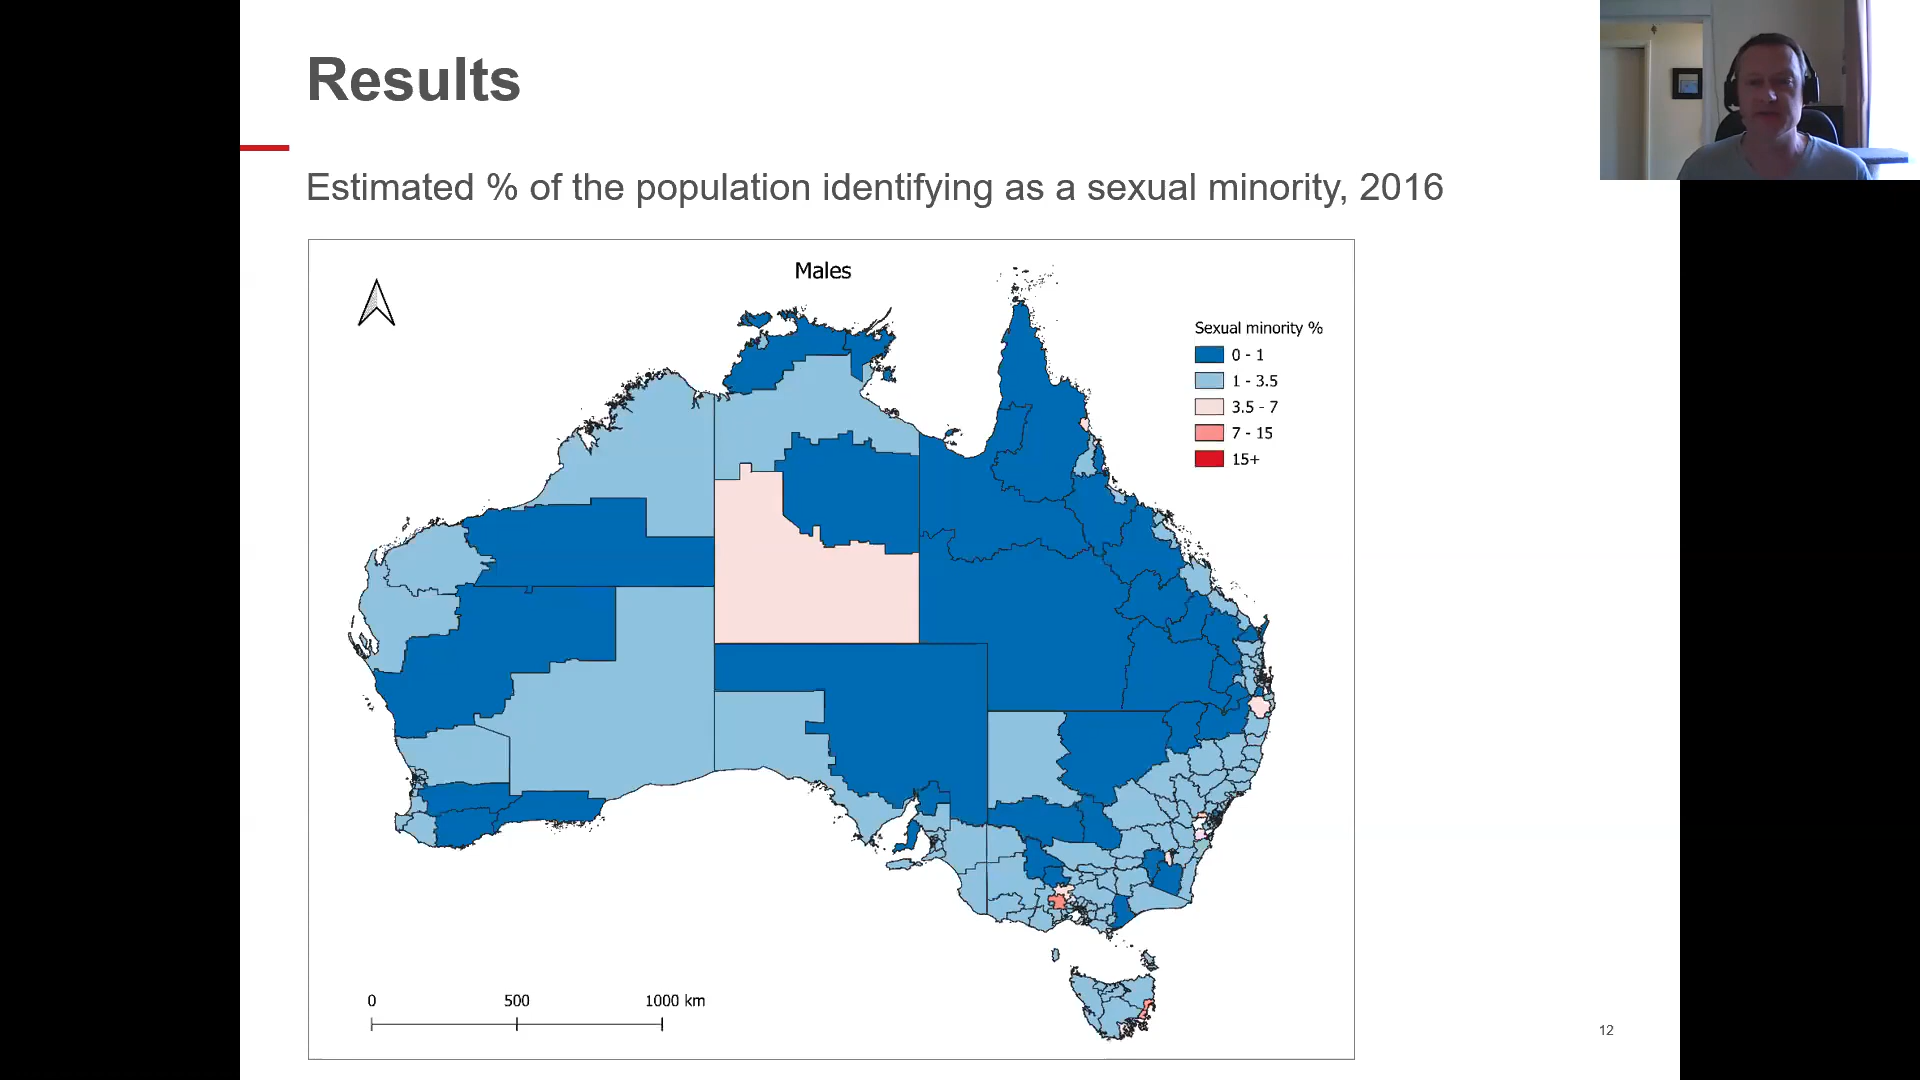 Results
Estimated % of the population identifying as a sexual minority, 2016
Males
Sexual minority %
0 - 1
1 - 3.5
3.5 - 7
7 - 15
15+
0 500 1000 km
12